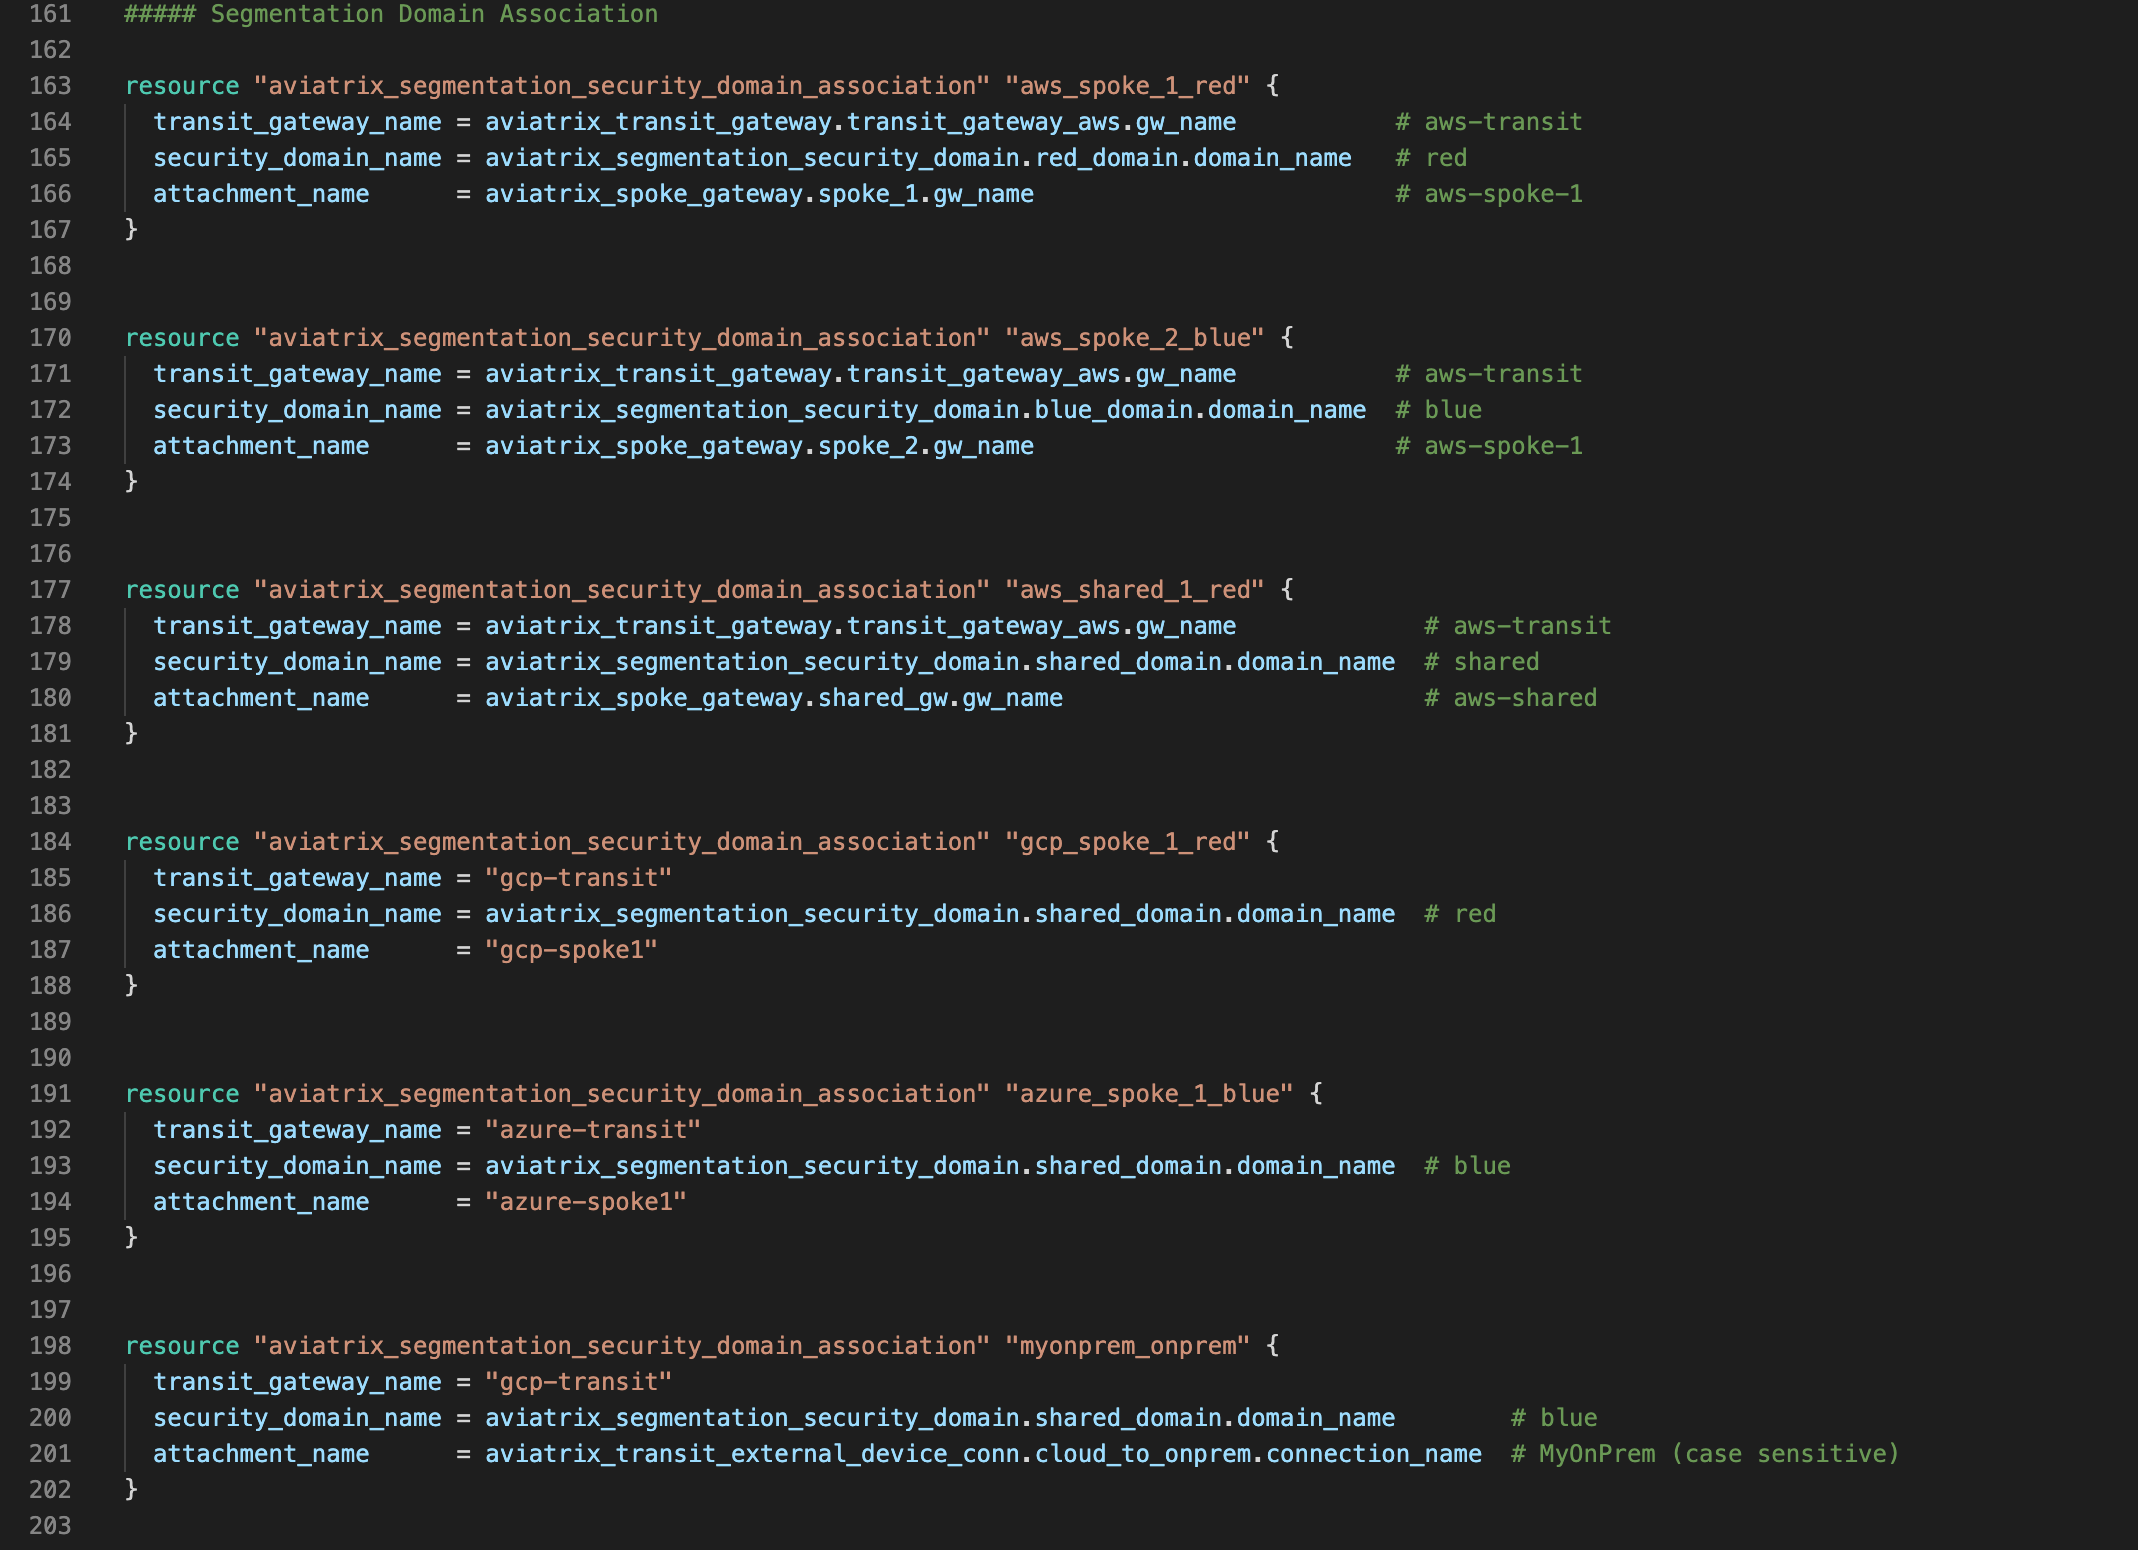 161 ##### Segmentation Domain Association
162
163 resource "aviatrix_segmentation_security_domain_association" "aws_spoke_1_red" {
164   transit_gateway_name = aviatrix_transit_gateway.transit_gateway_aws.gw_name           # aws-transit
165   security_domain_name = aviatrix_segmentation_security_domain.red_domain.domain_name   # red
166   attachment_name      = aviatrix_spoke_gateway.spoke_1.gw_name                         # aws-spoke-1
167 }
168
169
170 resource "aviatrix_segmentation_security_domain_association" "aws_spoke_2_blue" {
171   transit_gateway_name = aviatrix_transit_gateway.transit_gateway_aws.gw_name           # aws-transit
172   security_domain_name = aviatrix_segmentation_security_domain.blue_domain.domain_name  # blue
173   attachment_name      = aviatrix_spoke_gateway.spoke_2.gw_name                         # aws-spoke-1
174 }
175
176
177 resource "aviatrix_segmentation_security_domain_association" "aws_shared_1_red" {
178   transit_gateway_name = aviatrix_transit_gateway.transit_gateway_aws.gw_name             # aws-transit
179   security_domain_name = aviatrix_segmentation_security_domain.shared_domain.domain_name  # shared
180   attachment_name      = aviatrix_spoke_gateway.shared_gw.gw_name                         # aws-shared
181 }
182
183
184 resource "aviatrix_segmentation_security_domain_association" "gcp_spoke_1_red" {
185   transit_gateway_name = "gcp-transit"
186   security_domain_name = aviatrix_segmentation_security_domain.shared_domain.domain_name  # red
187   attachment_name      = "gcp-spoke1"
188 }
189
190
191 resource "aviatrix_segmentation_security_domain_association" "azure_spoke_1_blue" {
192   transit_gateway_name = "azure-transit"
193   security_domain_name = aviatrix_segmentation_security_domain.shared_domain.domain_name  # blue
194   attachment_name      = "azure-spoke1"
195 }
196
197
198 resource "aviatrix_segmentation_security_domain_association" "myonprem_onprem" {
199   transit_gateway_name = "gcp-transit"
200   security_domain_name = aviatrix_segmentation_security_domain.shared_domain.domain_name        # blue
201   attachment_name      = aviatrix_transit_external_device_conn.cloud_to_onprem.connection_name  # MyOnPrem (case sensitive)
202 }
203